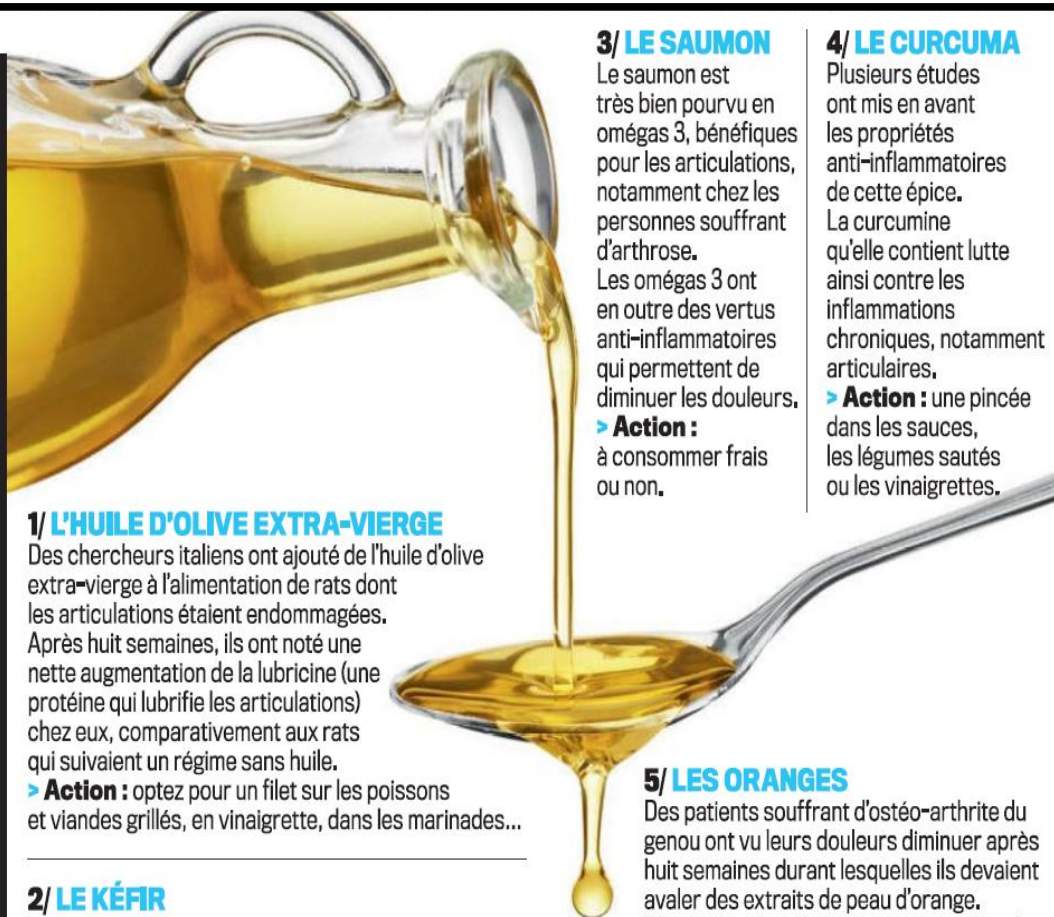 1/ L'HUILE D'OLIVE EXTRA-VIERGE
Des chercheurs italiens ont ajouté de l'huile d'olive
extra-vierge à l'alimentation de rats dont
les articulations étaient endommagées.
Après huit semaines, ils ont noté une
nette augmentation de la lubricine (une
protéine qui lubrifie les articulations)
chez eux, comparativement aux rats
qui suivaient un régime sans huile.
> Action : optez pour un filet sur les poissons
et viandes grillés, en vinaigrette, dans les marinades...
2/ LE KÉFIR
3/ LE SAUMON
Le saumon est
très bien pourvu en
omégas 3, bénéfiques
pour les articulations,
notamment chez les
personnes souffrant
d'arthrose.
Les omégas 3 ont
en outre des vertus
anti-inflammatoires
qui permettent de
diminuer les douleurs.
> Action :
à consommer frais
ou non.
4/ LE CURCUMA
Plusieurs études
ont mis en avant
les propriétés
anti-inflammatoires
de cette épice.
La curcumine
qu'elle contient lutte
ainsi contre les
inflammations
chroniques, notamment
articulaires.
> Action : une pincée
dans les sauces,
les légumes sautés
ou les vinaigrettes.
5/ LES ORANGES
Des patients souffrant d'ostéo-arthrite du
genou ont vu leurs douleurs diminuer après
huit semaines durant lesquelles ils devaient
avaler des extraits de peau d'orange.